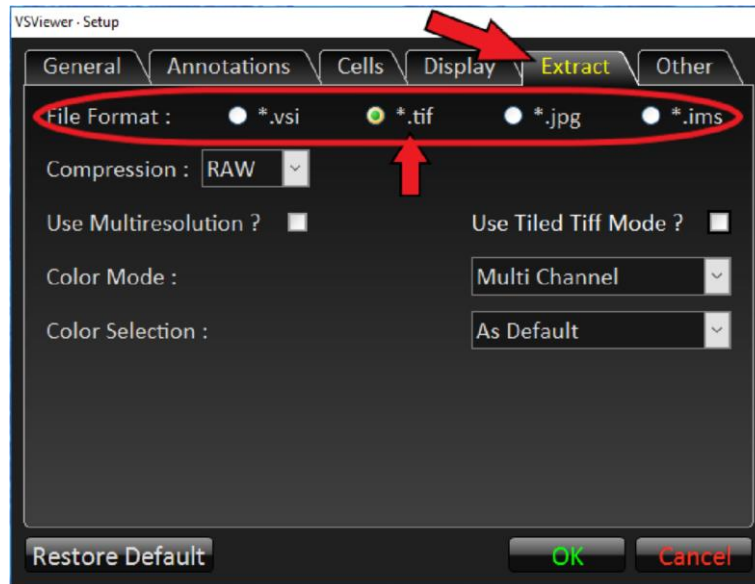 VSViewer - Setup
General Annotations Cells Display Extract Other
File Format : *.vsi *.tif *.jpg *.ims
Compression : RAW
Use Multiresolution ? Use Tiled Tiff Mode ?
Color Mode : Multi Channel
Color Selection : As Default
Restore Default OK Cancel